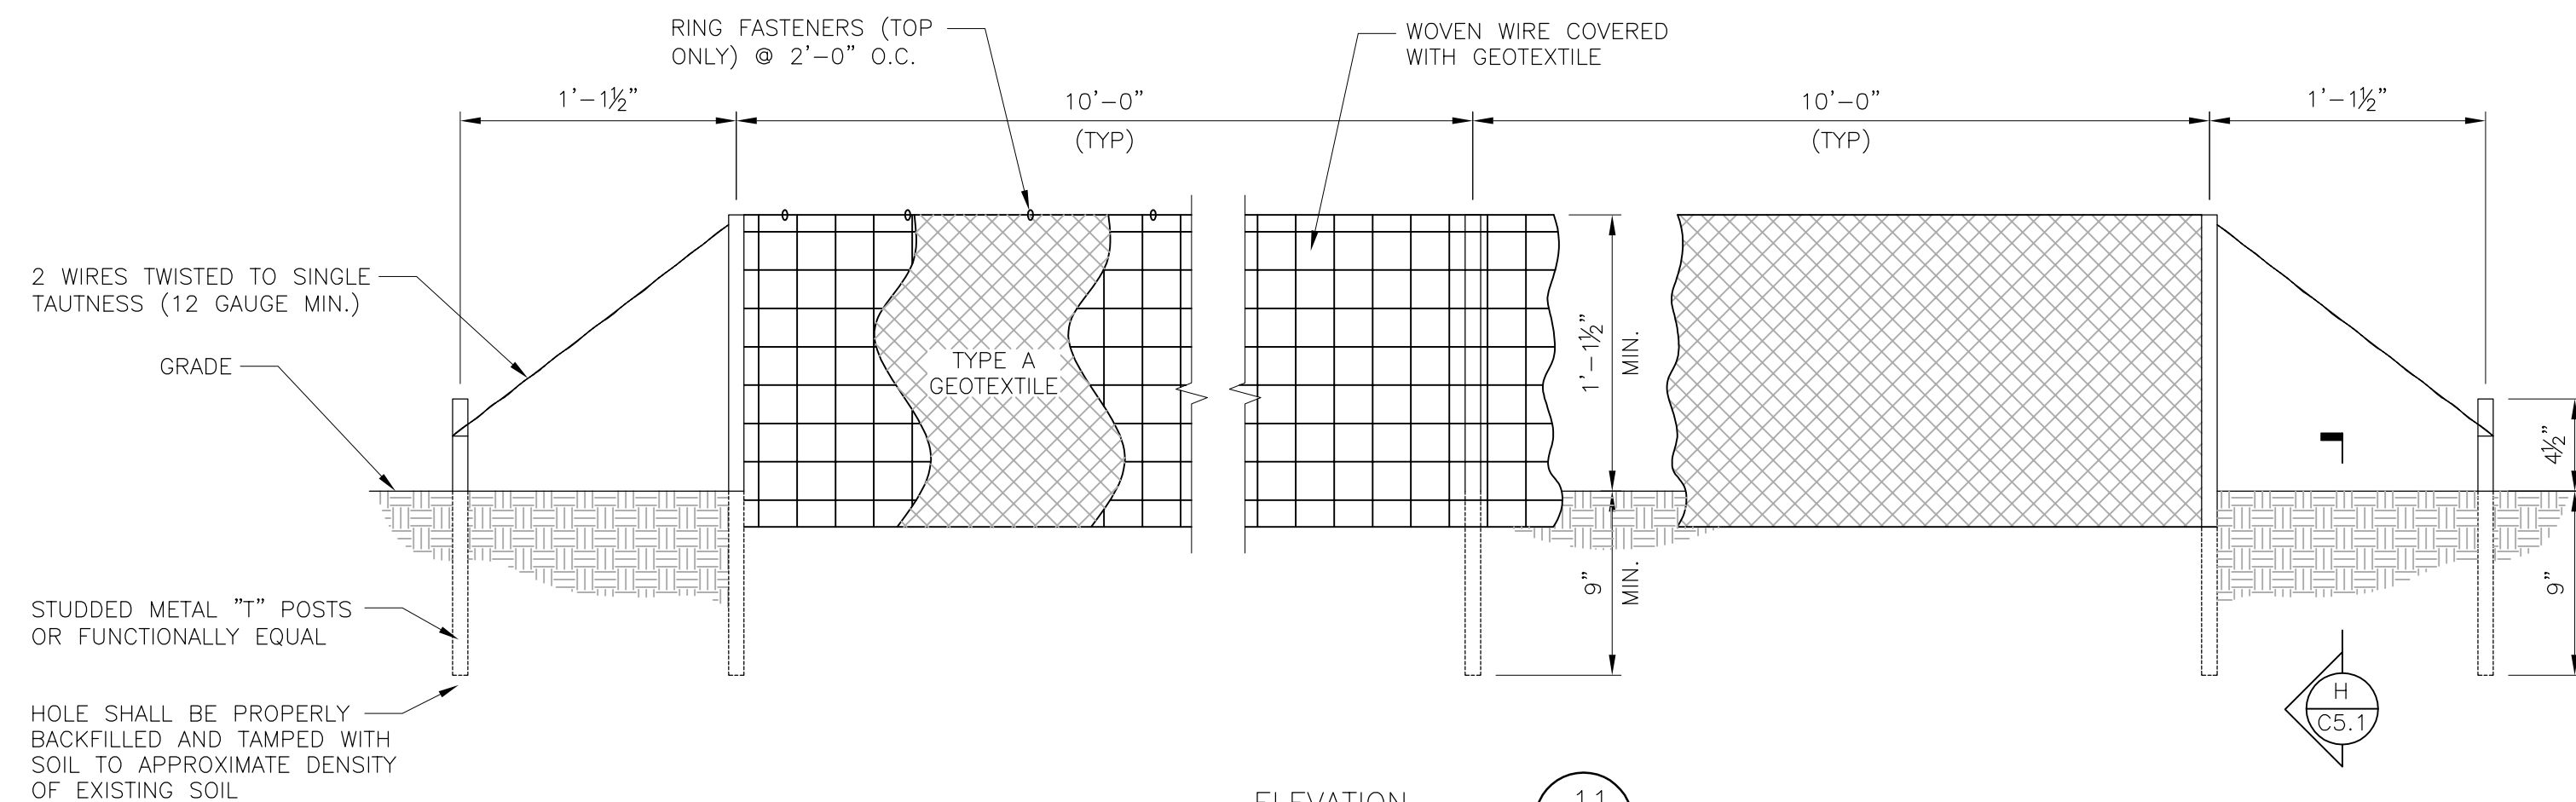 RING FASTENERS (TOP
ONLY) @ 2'-0" O.C.
WOVEN WIRE COVERED
WITH GEOTEXTILE
1'-1½"
10'-0"
(TYP)
10'-0"
(TYP)
1'-1½"
2 WIRES TWISTED TO SINGLE
TAUTNESS (12 GAUGE MIN.)
GRADE
TYPE A
GEOTEXTILE
1'-1½"
MIN.
4½"
9"
MIN.
9"
STUDDED METAL "T" POSTS
OR FUNCTIONALLY EQUAL
HOLE SHALL BE PROPERLY
BACKFILLED AND TAMPED WITH
SOIL TO APPROXIMATE DENSITY
OF EXISTING SOIL
H
C5.1
ELEVATION